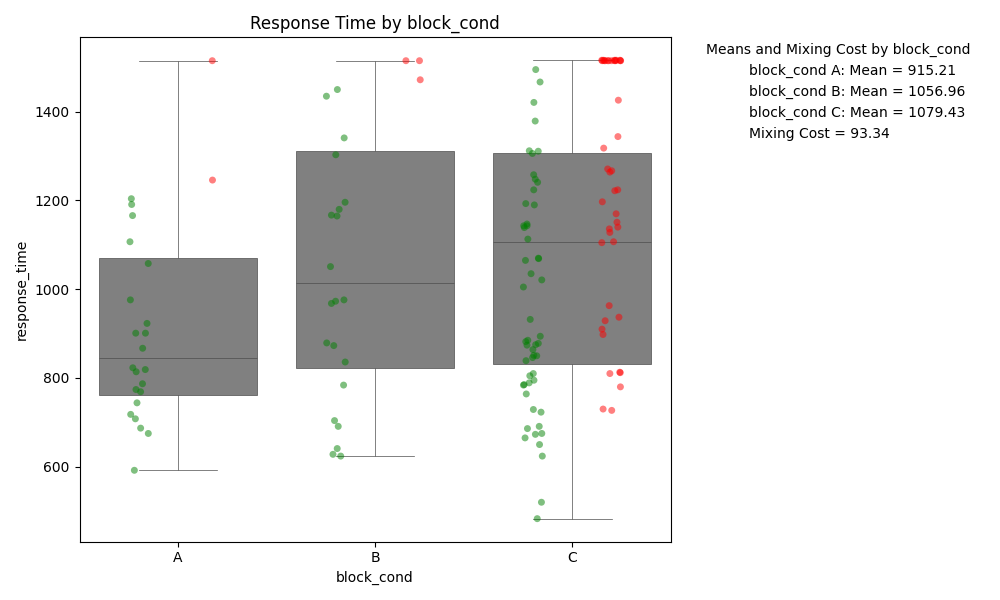 Response Time by block_cond
Means and Mixing Cost by block_cond
block_cond A: Mean = 915.21
block_cond B: Mean = 1056.96
block_cond C: Mean = 1079.43
Mixing Cost = 93.34
response_time
1400
1200
1000
800
600
A B C
block_cond